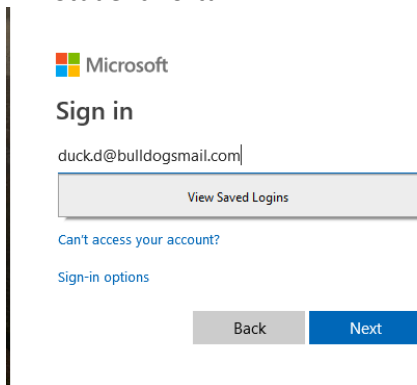 Microsoft
Sign in
duck.d@bulldogsmail.com
View Saved Logins
Can't access your account?
Sign-in options
Back Next